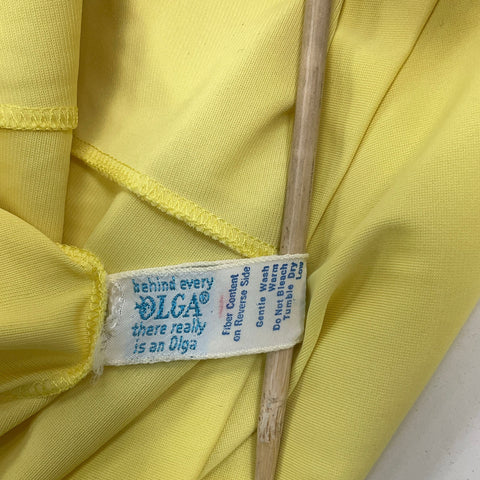 behind every
OLGA®
there really
is an Olga
Fiber Content
on Reverse Side
Gentle Wash
Warm
Do Not Bleach
Tumble Dry
Low